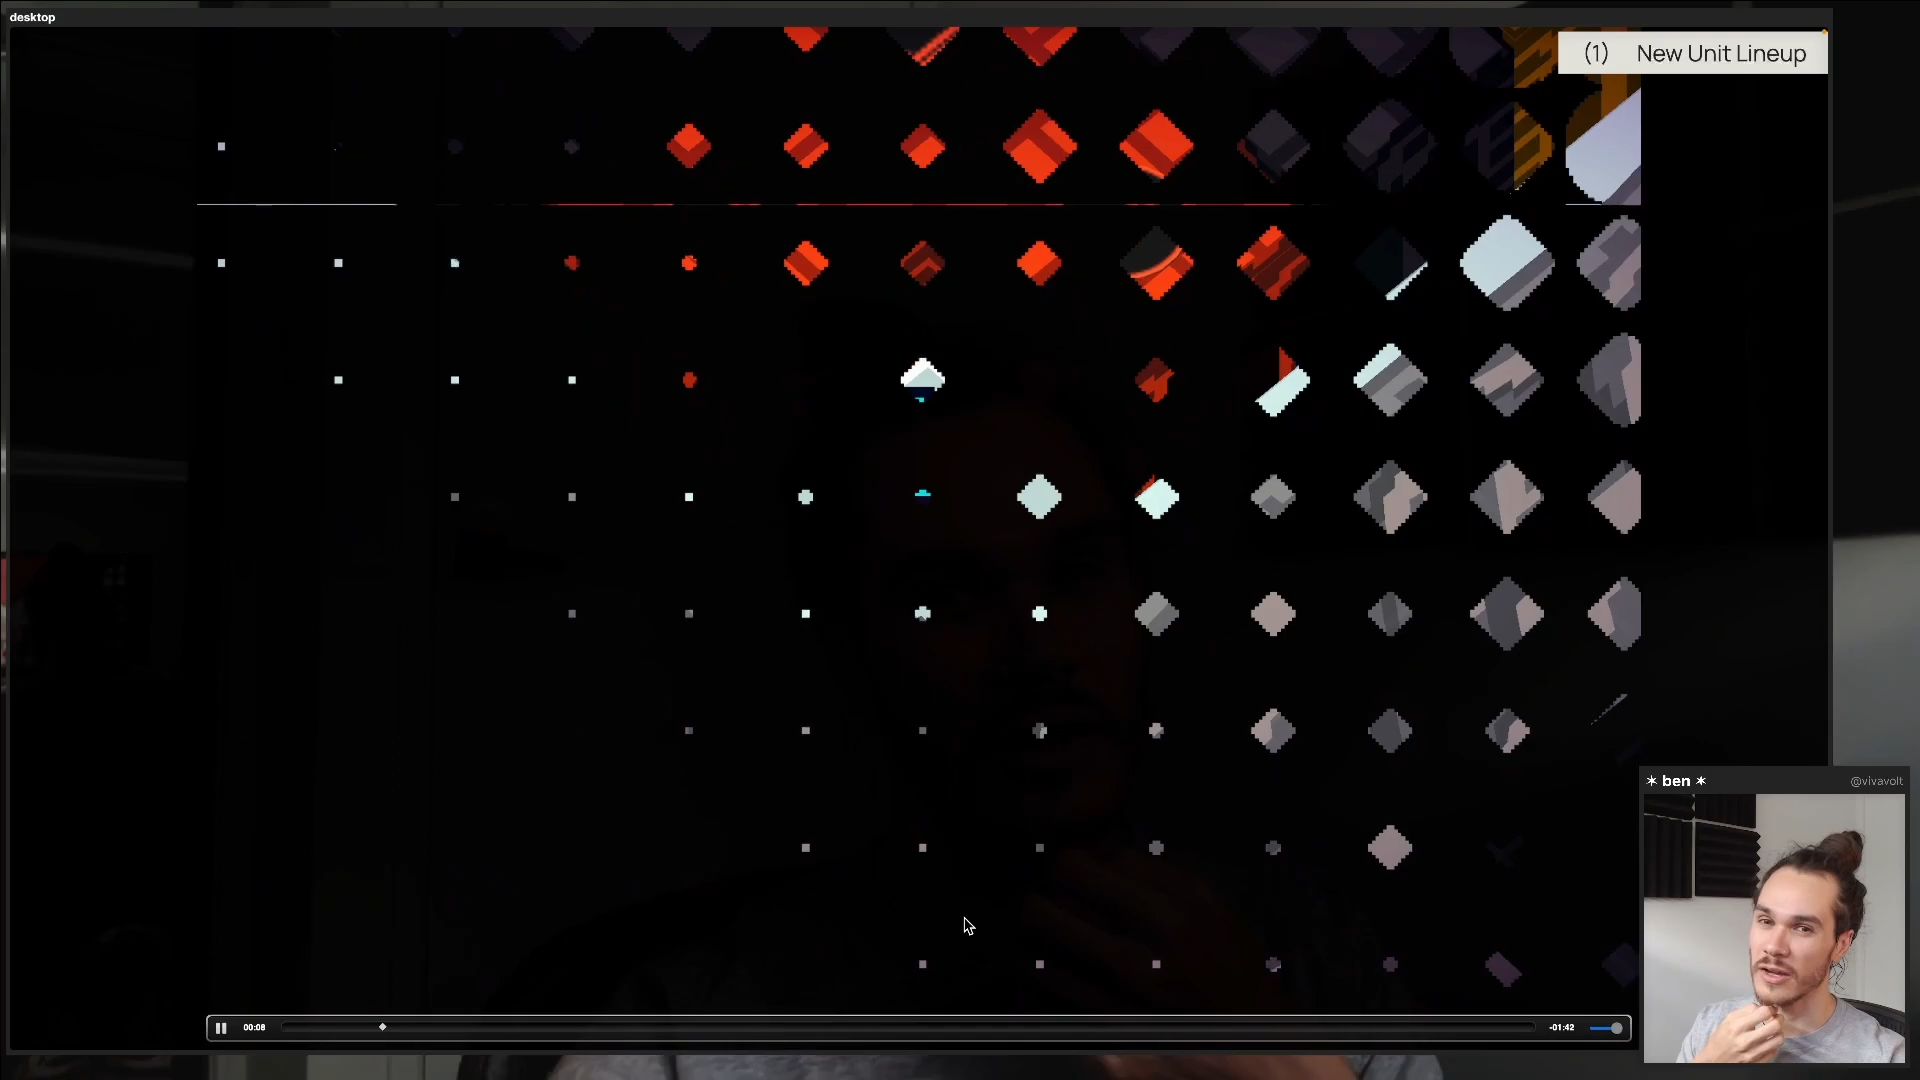 desktop
(1) New Unit Lineup
✶ ben ✶
@vivavolt
00:08
-01:42